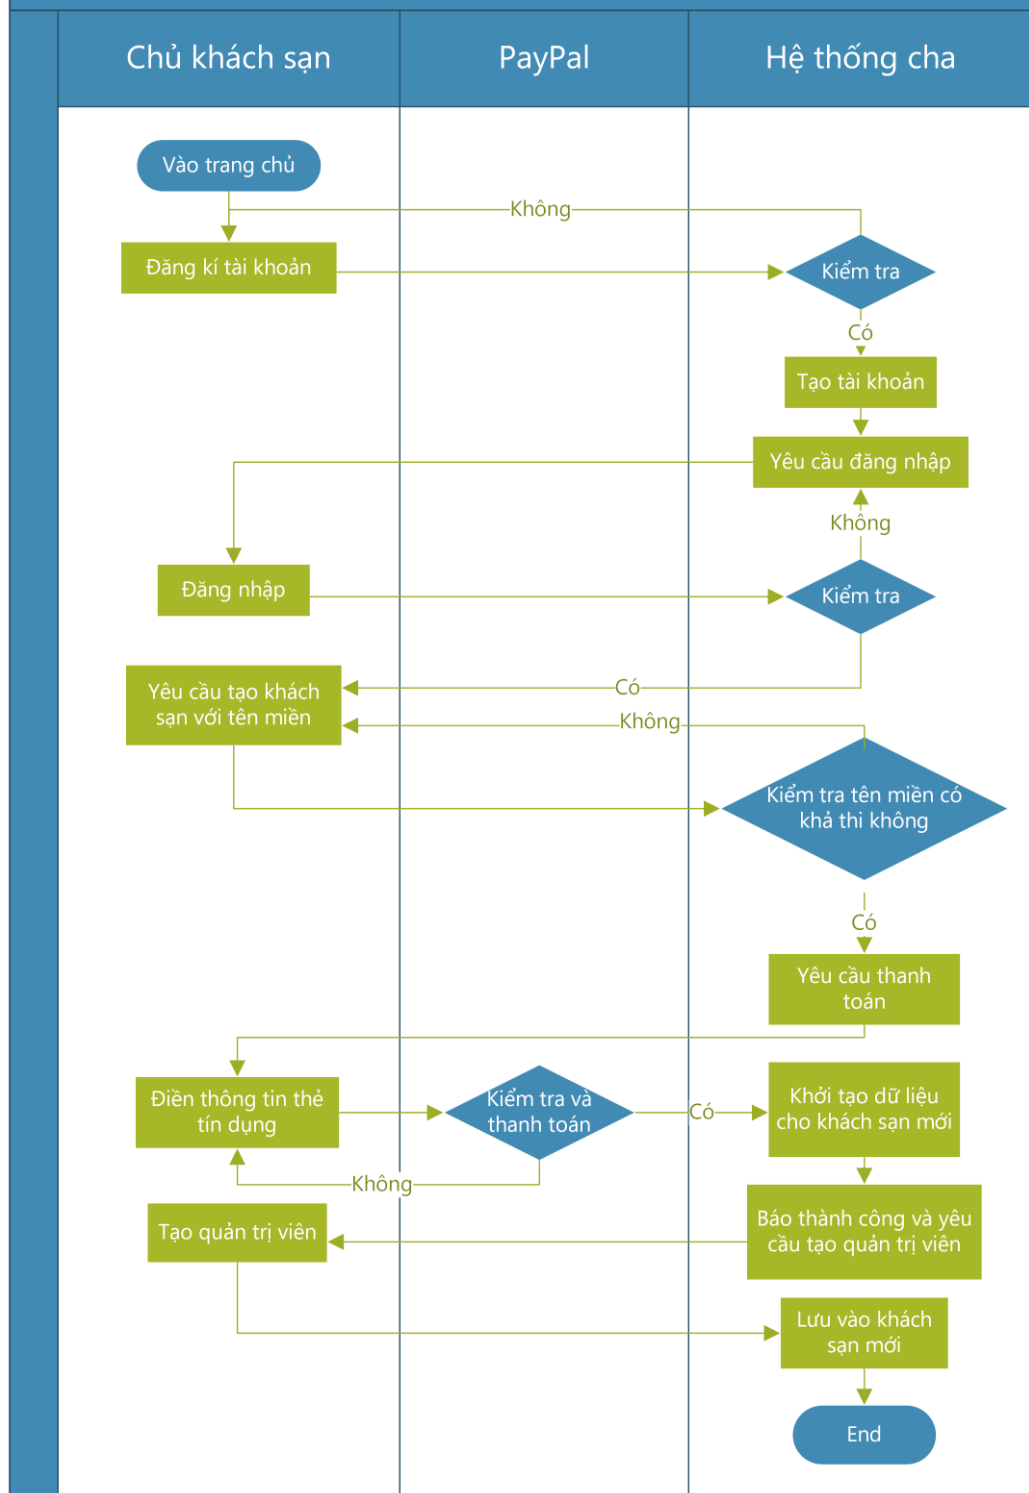 Chủ khách sạn
PayPal
Hệ thống cha
Vào trang chủ
Không
Đăng kí tài khoản
Kiểm tra
Có
Tạo tài khoản
Yêu cầu đăng nhập
Không
Đăng nhập
Kiểm tra
Yêu cầu tạo khách
sạn với tên miền
Có
Không
Kiểm tra tên miền có
khả thi không
Có
Yêu cầu thanh
toán
Điền thông tin thẻ
tín dụng
Kiểm tra và
thanh toán
Có
Khởi tạo dữ liệu
cho khách sạn mới
Không
Tạo quản trị viên
Báo thành công và yêu
cầu tạo quản trị viên
Lưu vào khách
sạn mới
End